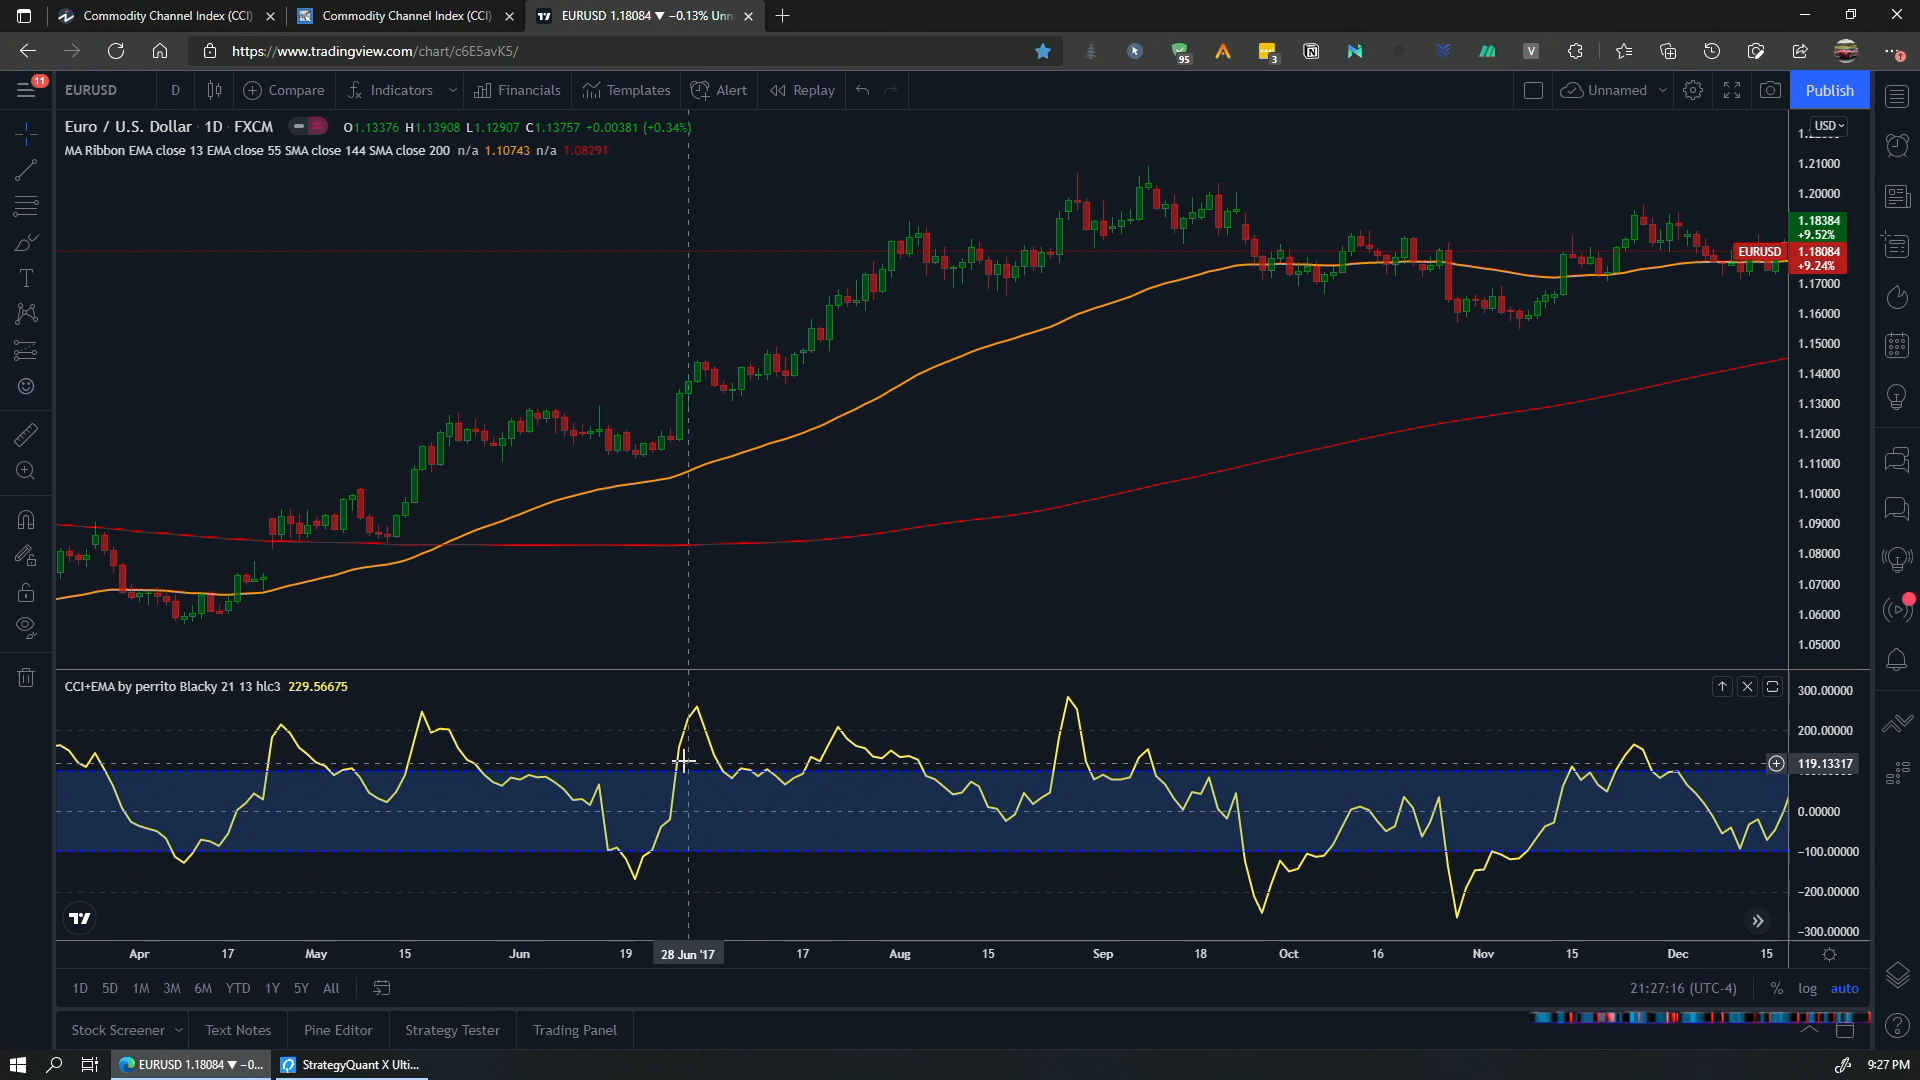 Commodity Channel Index (CCI)
Commodity Channel Index (CCI)
EURUSD 1.18084 ▼ −0.13% Unn
https://www.tradingview.com/chart/c6E5avK5/
95
3
V
1
11
EURUSD
D
Compare
Indicators
Financials
Templates
Alert
Replay
Unnamed
Publish
Euro / U.S. Dollar · 1D · FXCM
O1.13376 H1.13908 L1.12907 C1.13757 +0.00381 (+0.34%)
MA Ribbon EMA close 13 EMA close 55 SMA close 144 SMA close 200 n/a 1.10743 n/a 1.08291
USD
1.21000
1.20000
1.18384
+9.52%
EURUSD
1.18084
+9.24%
1.17000
1.16000
1.15000
1.14000
1.13000
1.12000
1.11000
1.10000
1.09000
1.08000
1.07000
1.06000
1.05000
CCI+EMA by perrito Blacky 21 13 hlc3 229.56675
300.00000
200.00000
119.13317
0.00000
−100.00000
−200.00000
−300.00000
Apr 17 May 15 Jun 19 28 Jun '17 17 Aug 15 Sep 18 Oct 16 Nov 15 Dec 15
1D 5D 1M 3M 6M YTD 1Y 5Y All
21:27:16 (UTC-4) % log auto
Stock Screener
Text Notes
Pine Editor
Strategy Tester
Trading Panel
EURUSD 1.18084 ▼ −0...
StrategyQuant X Ulti...
9:27 PM